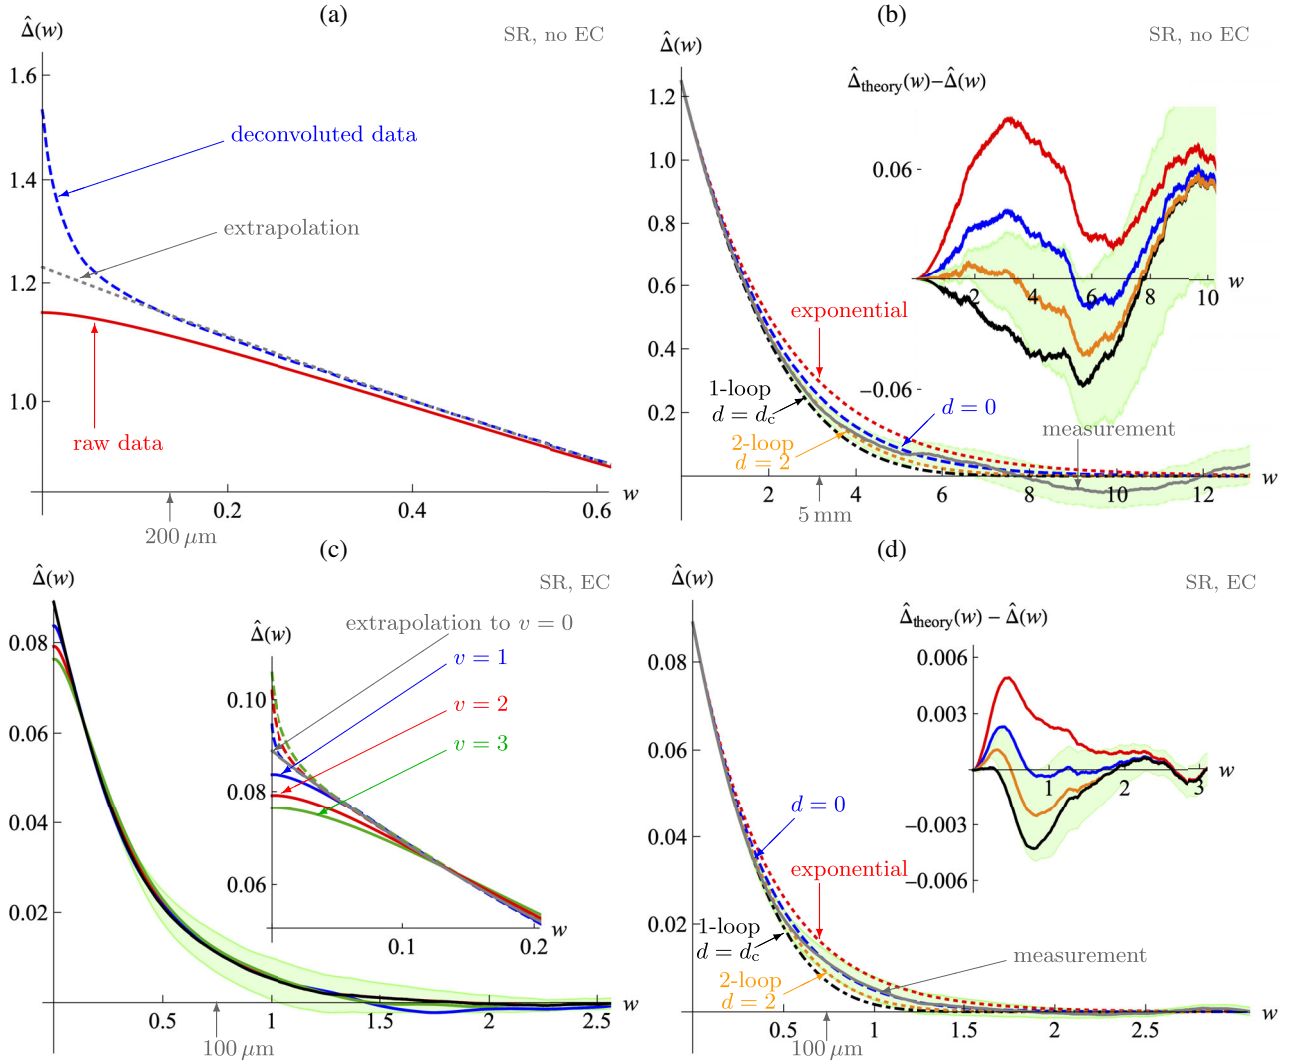 (a)
Δ̂(w)
SR, no EC
1.6
1.4
1.2
1.0
deconvoluted data
extrapolation
raw data
0.2
0.4
0.6
w
200 μm
(b)
Δ̂(w)
SR, no EC
1.2
1.0
0.8
0.6
0.4
0.2
Δ̂theory(w)−Δ̂(w)
0.06
−0.06
2
4
6
8
10
w
exponential
1-loop
d = dc
2-loop
d = 2
d = 0
measurement
2
4
6
8
10
12
w
5 mm
(c)
Δ̂(w)
SR, EC
0.08
0.06
0.04
0.02
extrapolation to v = 0
Δ̂(w)
v = 1
v = 2
v = 3
0.10
0.08
0.06
0.1
0.2
w
0.5
1
1.5
2
2.5
w
100 μm
(d)
Δ̂(w)
SR, EC
0.08
0.06
0.04
0.02
Δ̂theory(w) − Δ̂(w)
0.006
0.003
−0.003
−0.006
1
2
3
w
d = 0
exponential
1-loop
d = dc
2-loop
d = 2
measurement
0.5
1
1.5
2
2.5
w
100 μm